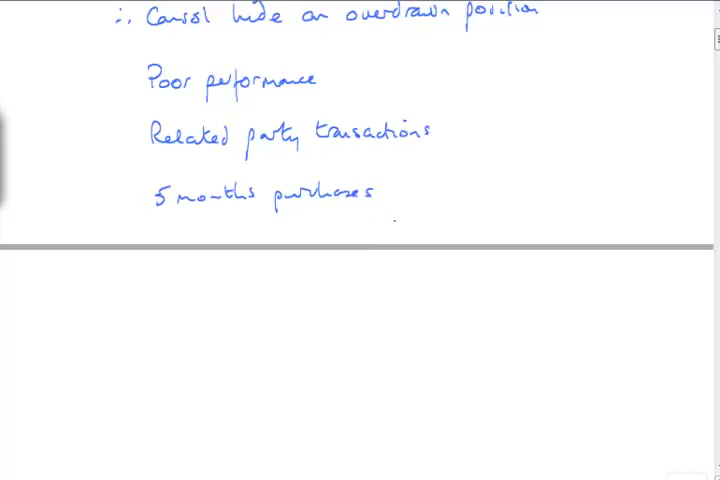 ∴ Cannot hide an overdrawn position
Poor performance
Related party transactions
5 months purchases